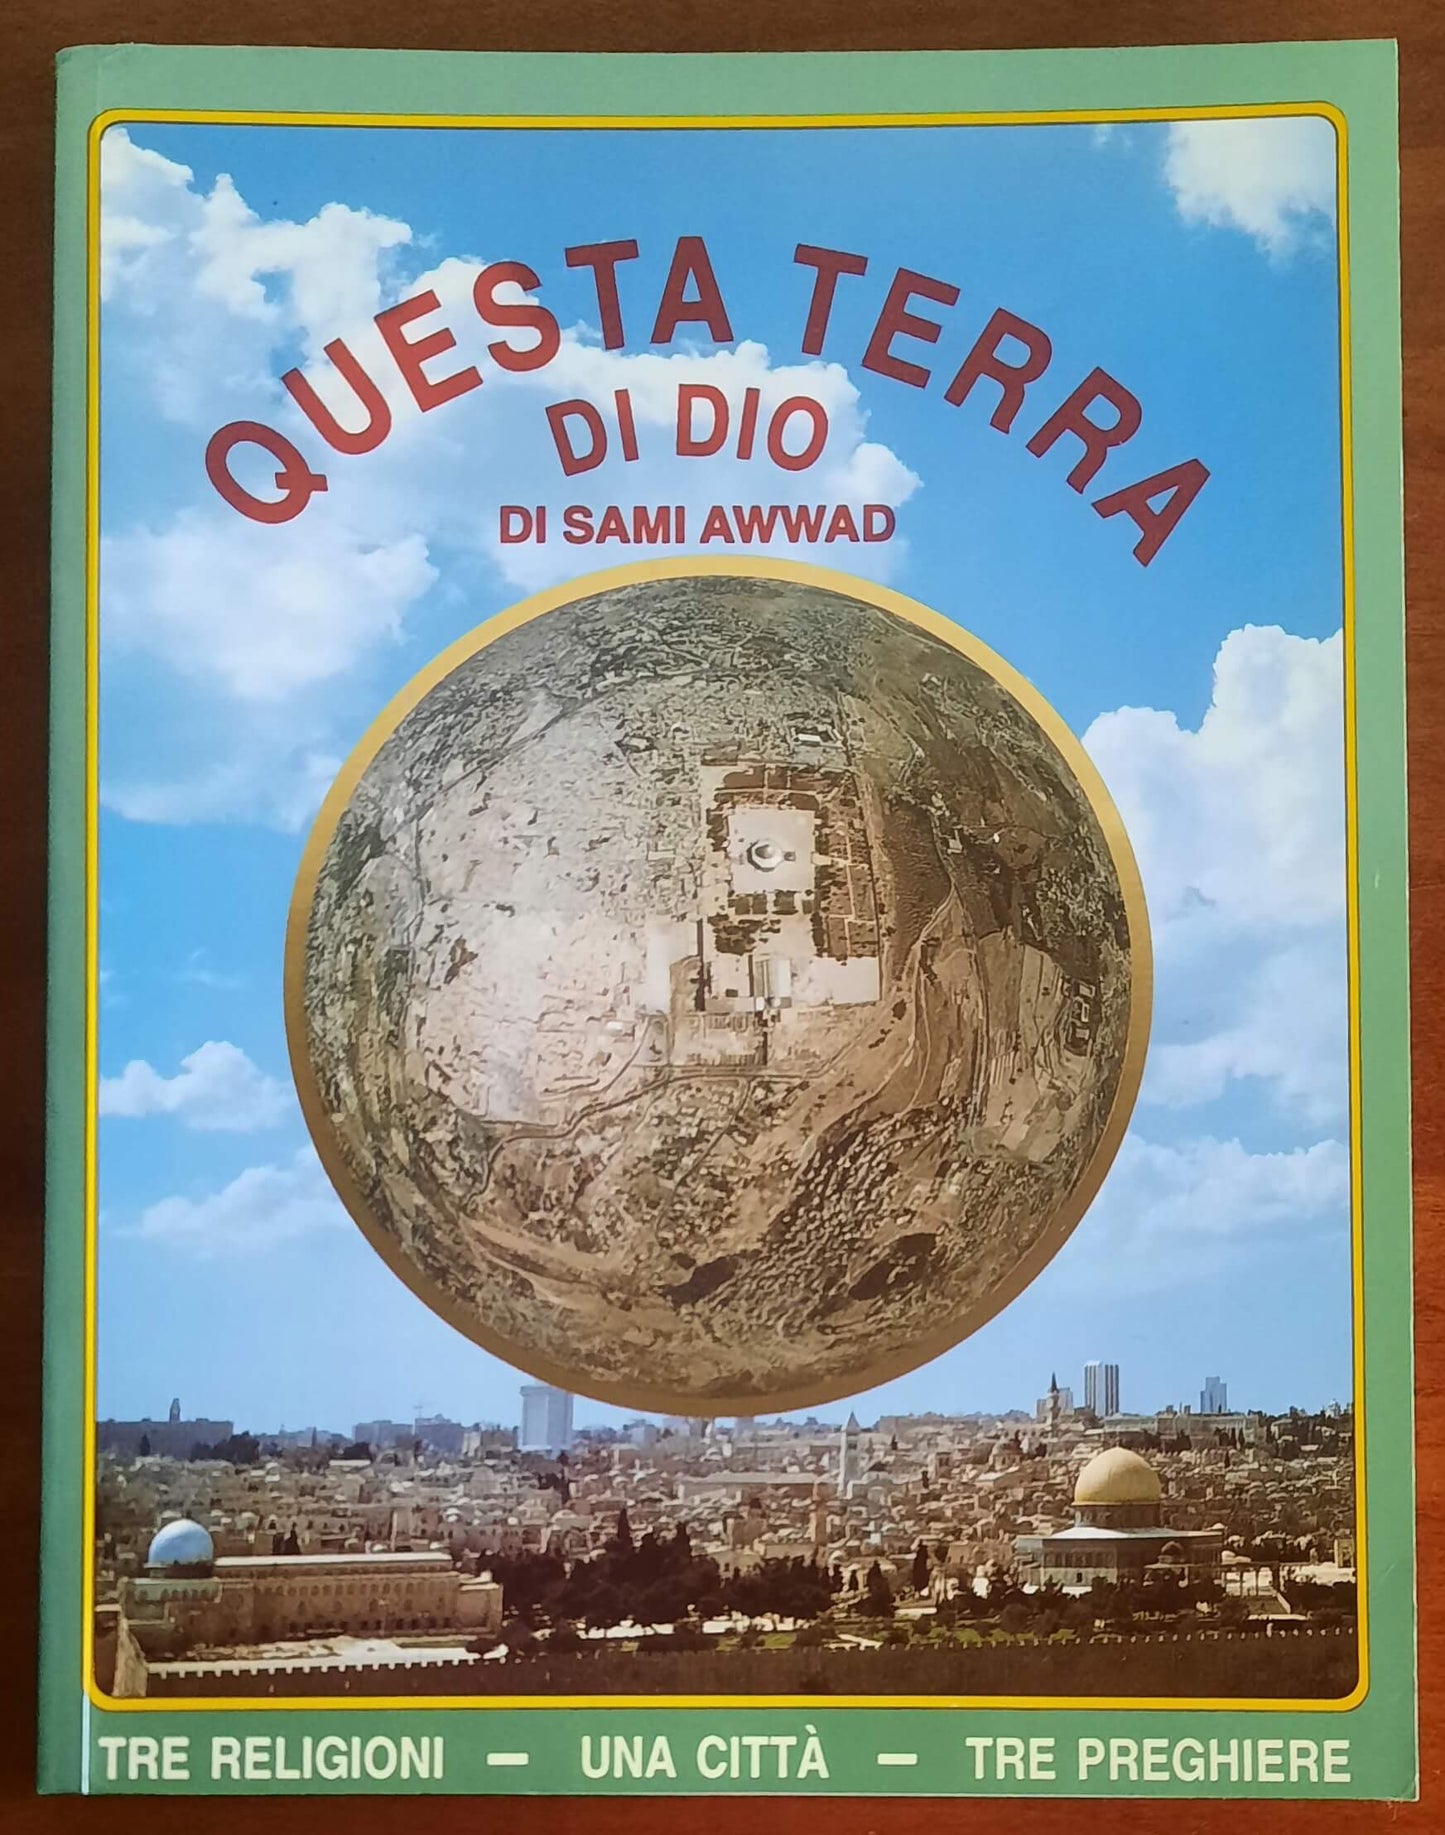 QUESTA TERRA
DI DIO
DI SAMI AWWAD
TRE RELIGIONI – UNA CITTÀ – TRE PREGHIERE